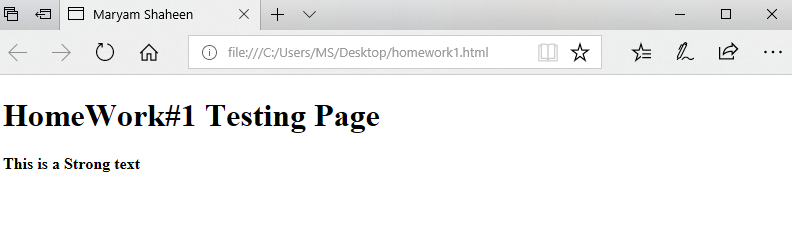 Maryam Shaheen
file:///C:/Users/MS/Desktop/homework1.html
HomeWork#1 Testing Page
This is a Strong text